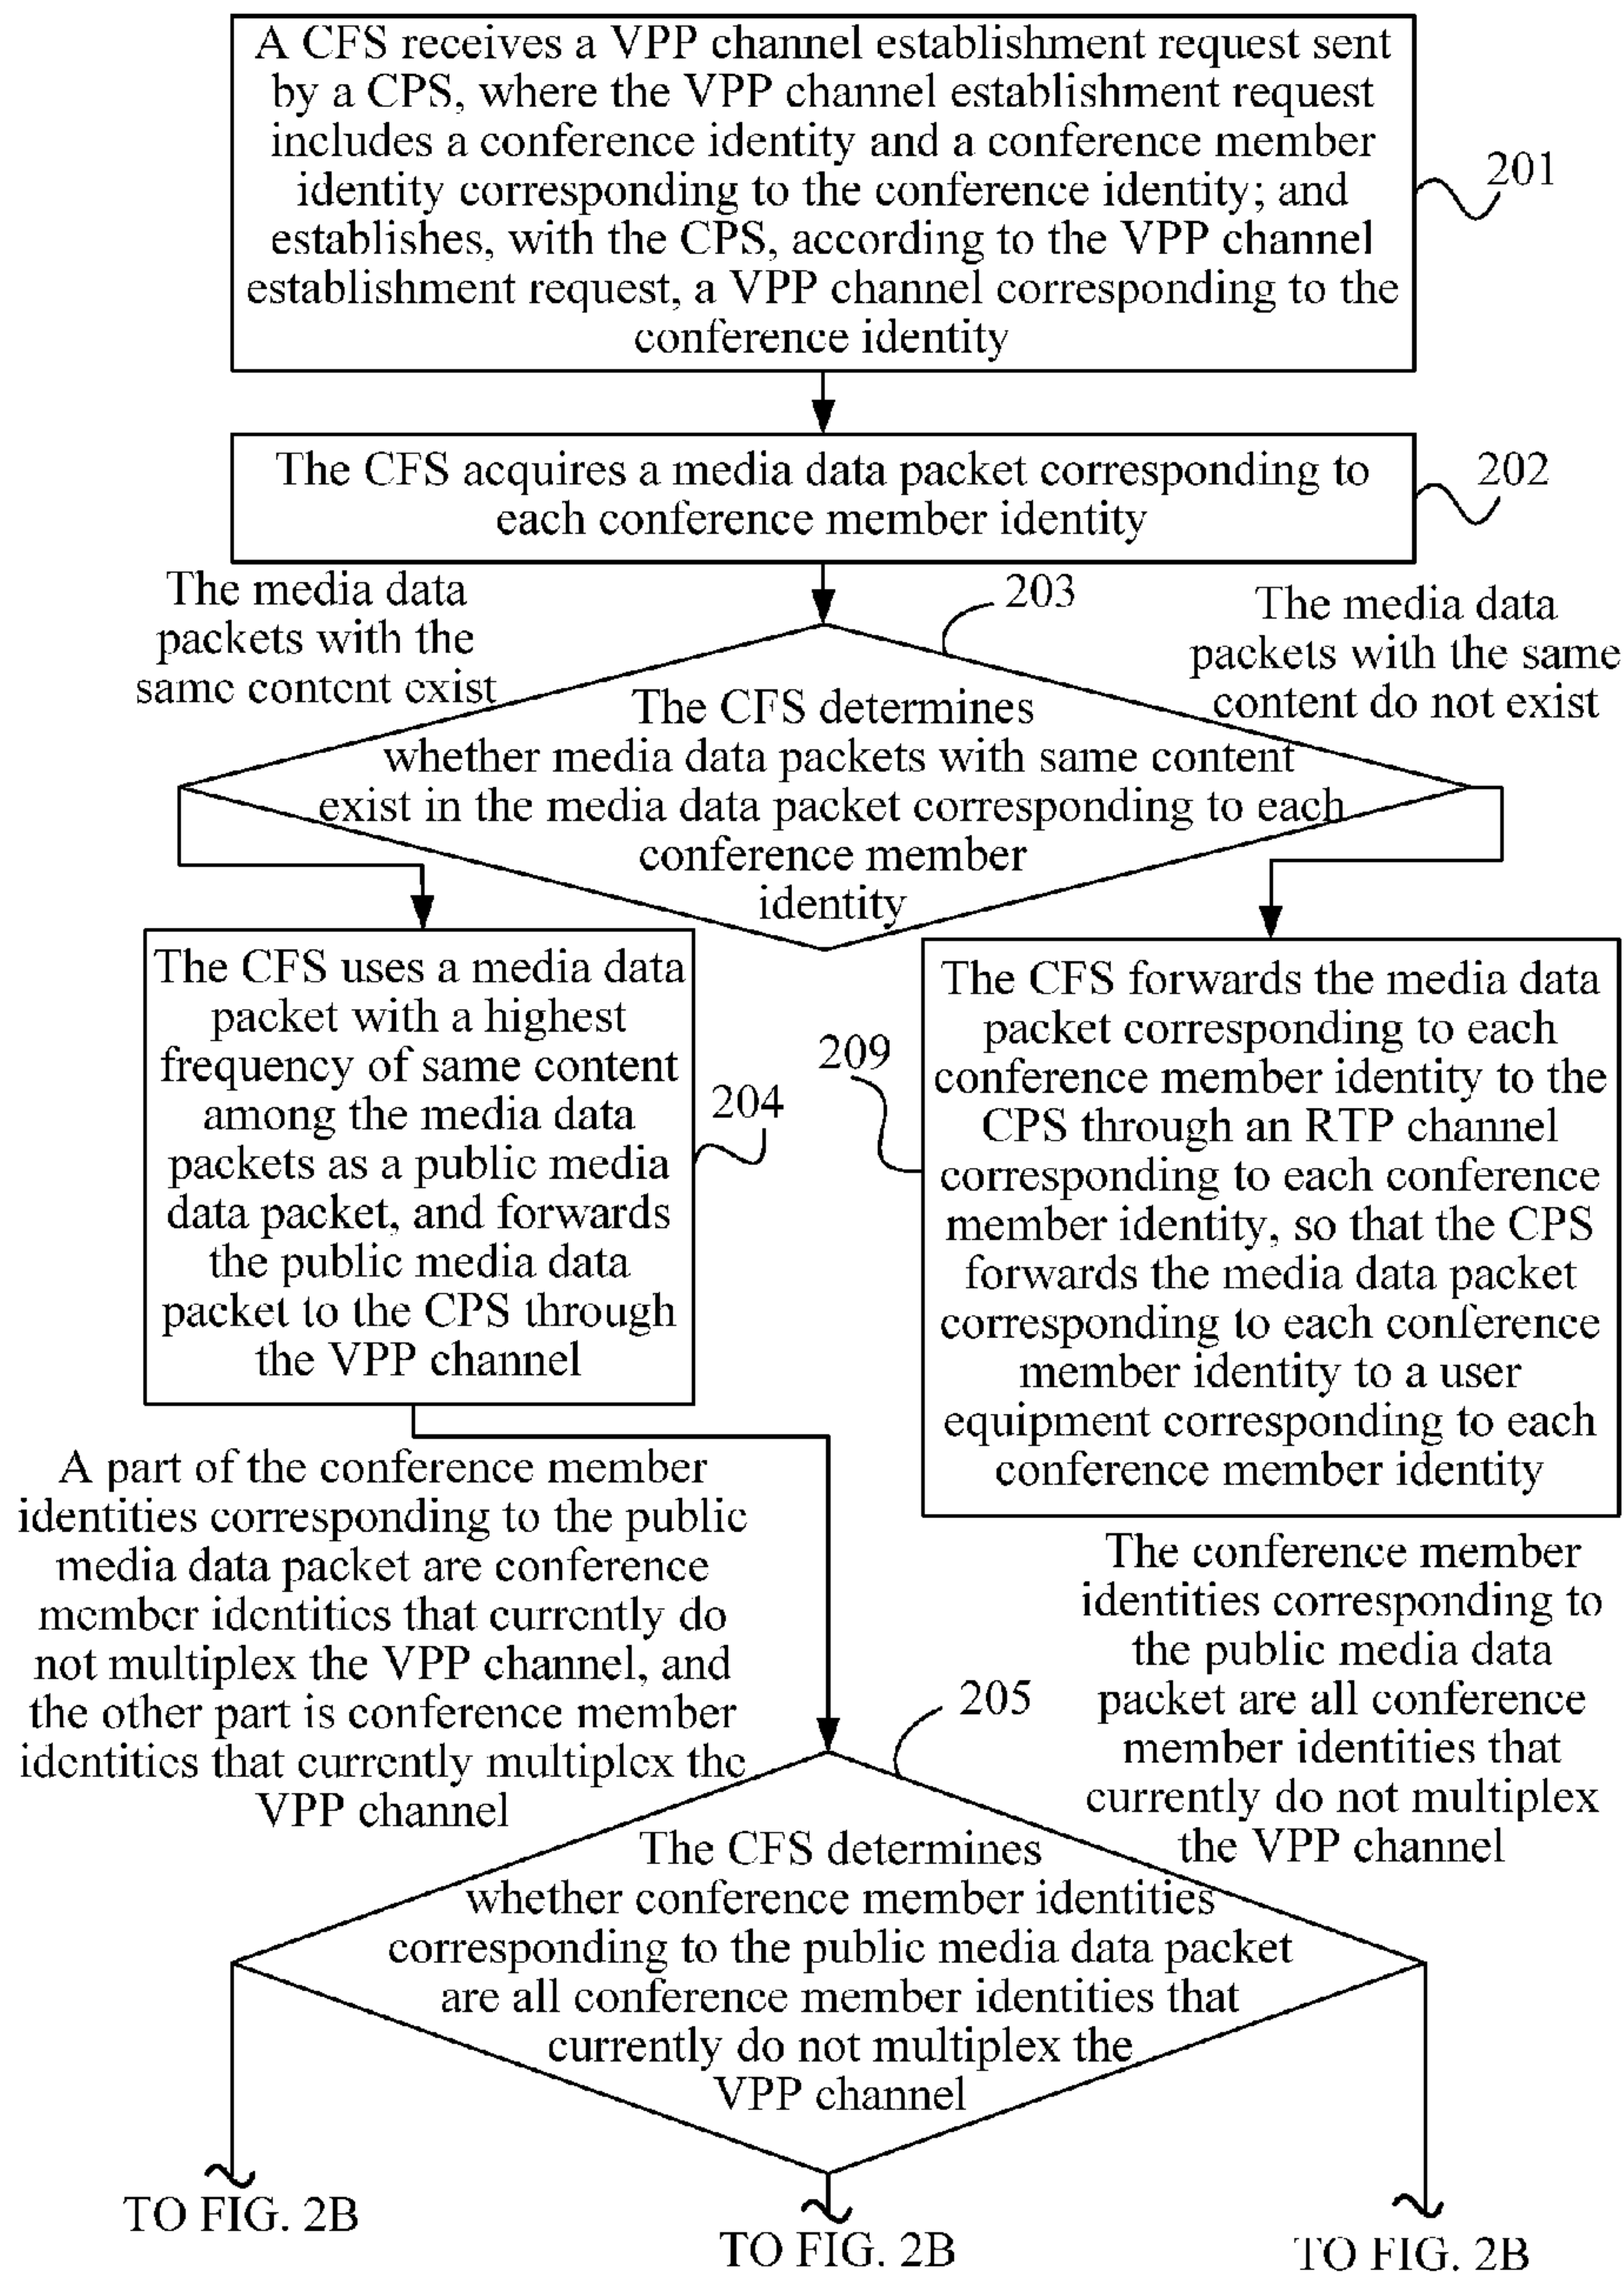 A CFS receives a VPP channel establishment request sent
by a CPS, where the VPP channel establishment request
includes a conference identity and a conference member
identity corresponding to the conference identity; and
establishes, with the CPS, according to the VPP channel
establishment request, a VPP channel corresponding to the
conference identity
201
The CFS acquires a media data packet corresponding to
each conference member identity
202
The media data
packets with the
same content exist
203
The media data
packets with the same
content do not exist
The CFS determines
whether media data packets with same content
exist in the media data packet corresponding to each
conference member
identity
The CFS uses a media data
packet with a highest
frequency of same content
among the media data
packets as a public media
data packet, and forwards
the public media data
packet to the CPS through
the VPP channel
204
209
The CFS forwards the media data
packet corresponding to each
conference member identity to the
CPS through an RTP channel
corresponding to each conference
member identity, so that the CPS
forwards the media data packet
corresponding to each conference
member identity to a user
equipment corresponding to each
conference member identity
A part of the conference member
identities corresponding to the public
media data packet are conference
member identities that currently do
not multiplex the VPP channel, and
the other part is conference member
identities that currently multiplex the
VPP channel
205
The conference member
identities corresponding to
the public media data
packet are all conference
member identities that
currently do not multiplex
the VPP channel
The CFS determines
whether conference member identities
corresponding to the public media data packet
are all conference member identities that
currently do not multiplex the
VPP channel
TO FIG. 2B
TO FIG. 2B
TO FIG. 2B